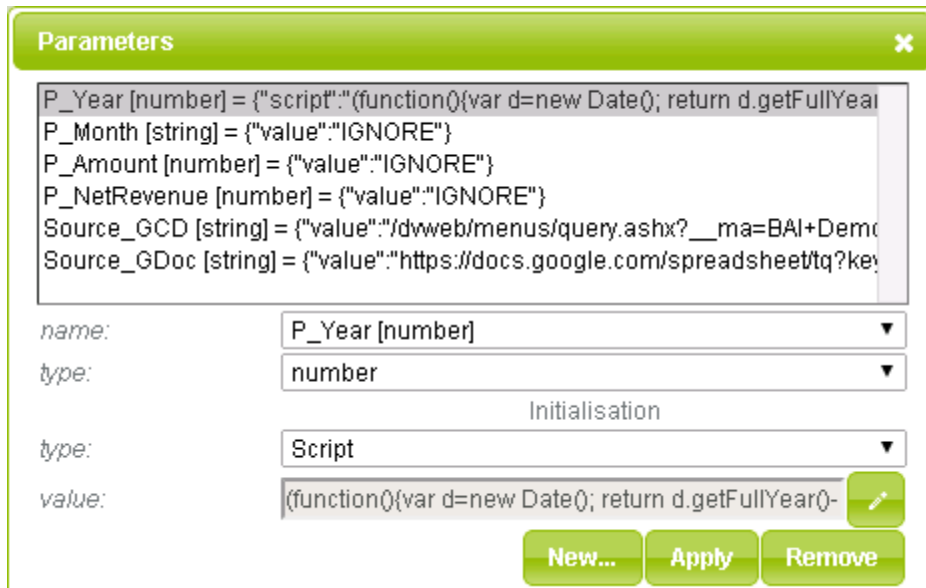 Parameters
P_Year [number] = {"script":"(function(){var d=new Date(); return d.getFullYear
P_Month [string] = {"value":"IGNORE"}
P_Amount [number] = {"value":"IGNORE"}
P_NetRevenue [number] = {"value":"IGNORE"}
Source_GCD [string] = {"value":"/dvweb/menus/query.ashx?__ma=BAI+Demo
Source_GDoc [string] = {"value":"https://docs.google.com/spreadsheet/tq?key
name: P_Year [number]
type: number
Initialisation
type: Script
value: (function(){var d=new Date(); return d.getFullYear()-
New... Apply Remove